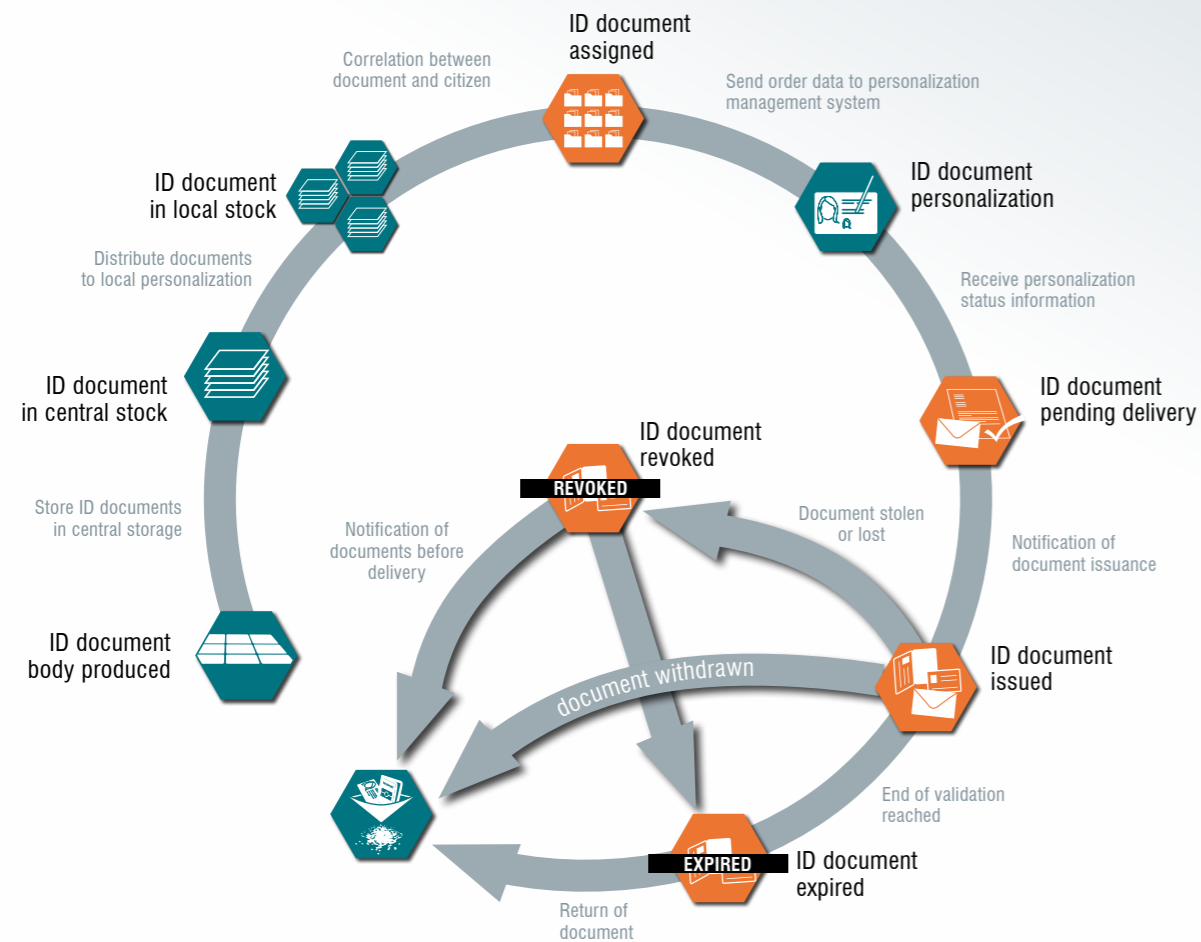 ID document
assigned
Correlation between
document and citizen
Send order data to personalization
management system
ID document
in local stock
ID document
personalization
Distribute documents
to local personalization
Receive personalization
status information
ID document
in central stock
ID document
pending delivery
ID document
revoked
REVOKED
Store ID documents
in central storage
Notification of
documents before
delivery
Document stolen
or lost
Notification of
document issuance
ID document
body produced
ID document
issued
document withdrawn
End of validation
reached
EXPIRED
ID document
expired
Return of
document